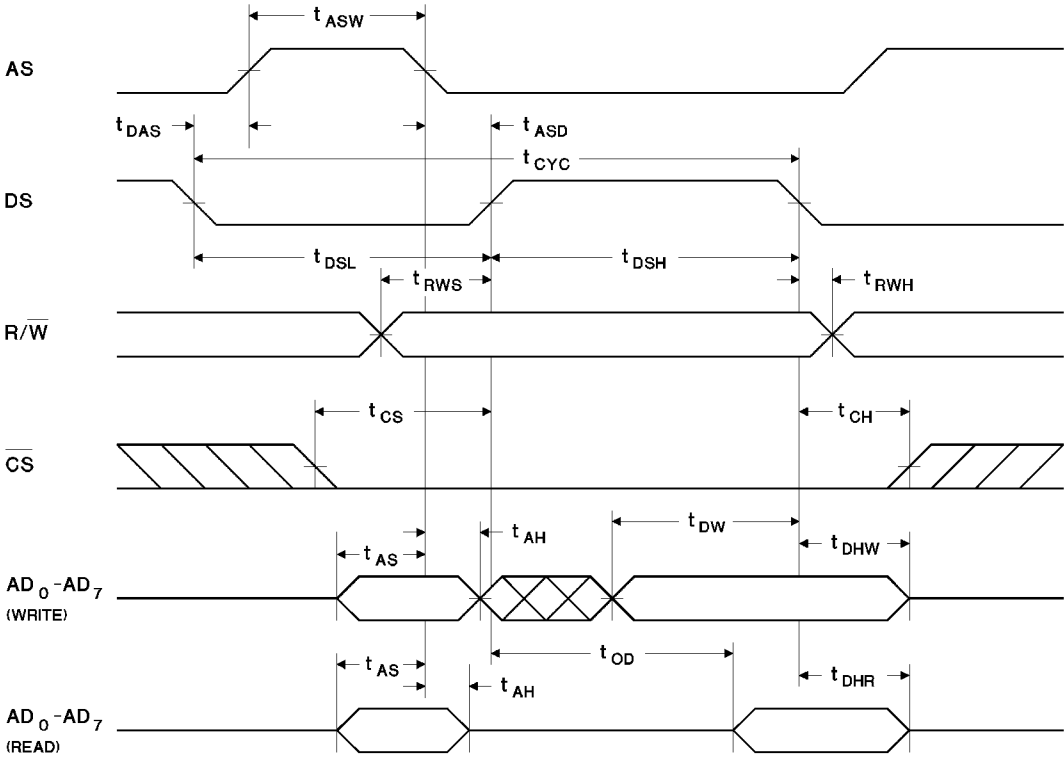 t ASW
AS
t DAS
t ASD
t CYC
DS
t DSL
t DSH
t RWS
t RWH
R/W̅
t CS
t CH
C̅S̅
t DW
t AH
t AS
t DHW
AD 0 -AD 7
(WRITE)
t OD
t AS
t AH
t DHR
AD 0 -AD 7
(READ)